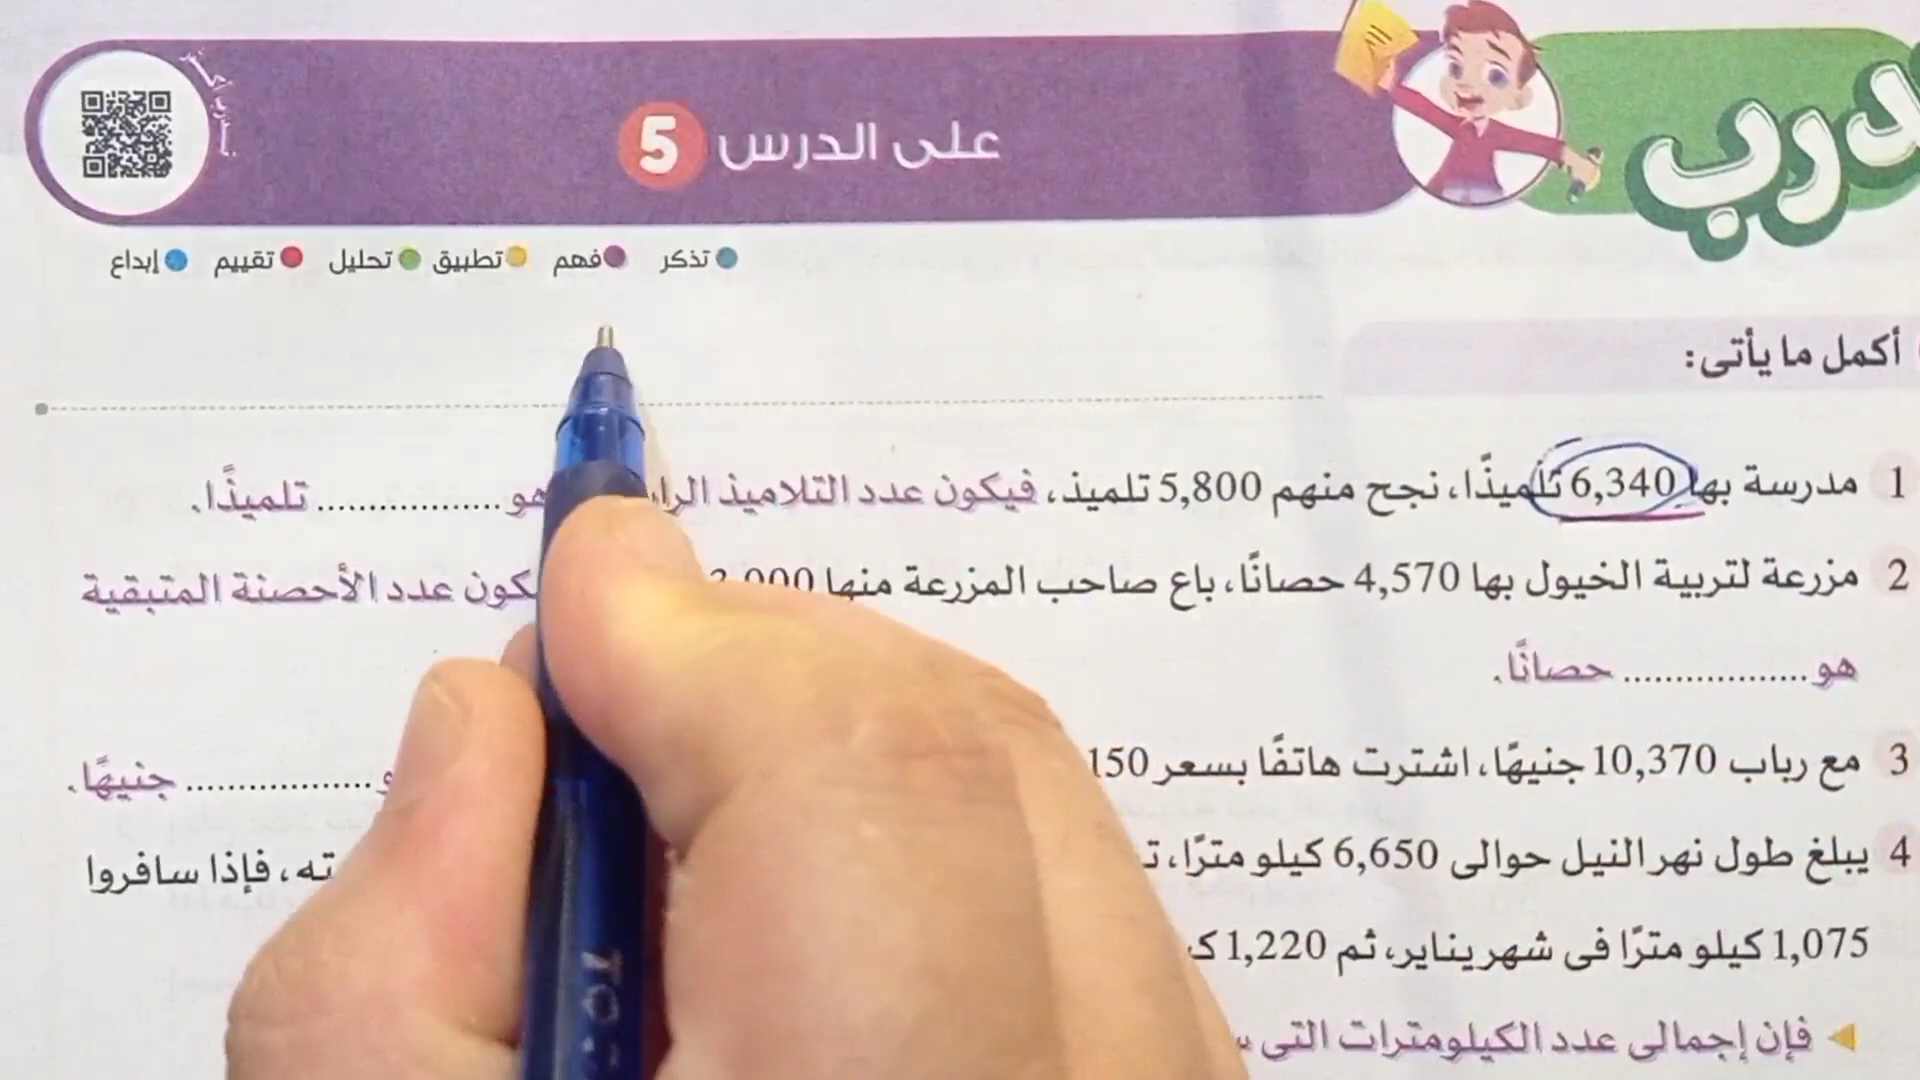 على الدرس 5
تذكر فهم تطبيق تحليل تقييم إبداع
أكمل ما يأتى:
1 مدرسة بها 6,340 تلميذًا، نجح منهم 5,800 تلميذ، فيكون عدد التلاميذ هو ................ تلميذًا.
2 مزرعة لتربية الخيول بها 4,570 حصانًا، باع صاحب المزرعة منها عدد الأحصنة المتبقية
هو ................ حصانًا.
3 مع رباب 10,370 جنيهًا، اشترت هاتفًا بسعر ................ جنيهًا.
4 يبلغ طول نهر النيل حوالى 6,650 كيلو مترًا، فإذا سافروا
1,075 كيلو مترًا فى شهر يناير، ثم 1,220
فإن إجمالى عدد الكيلومترات التى